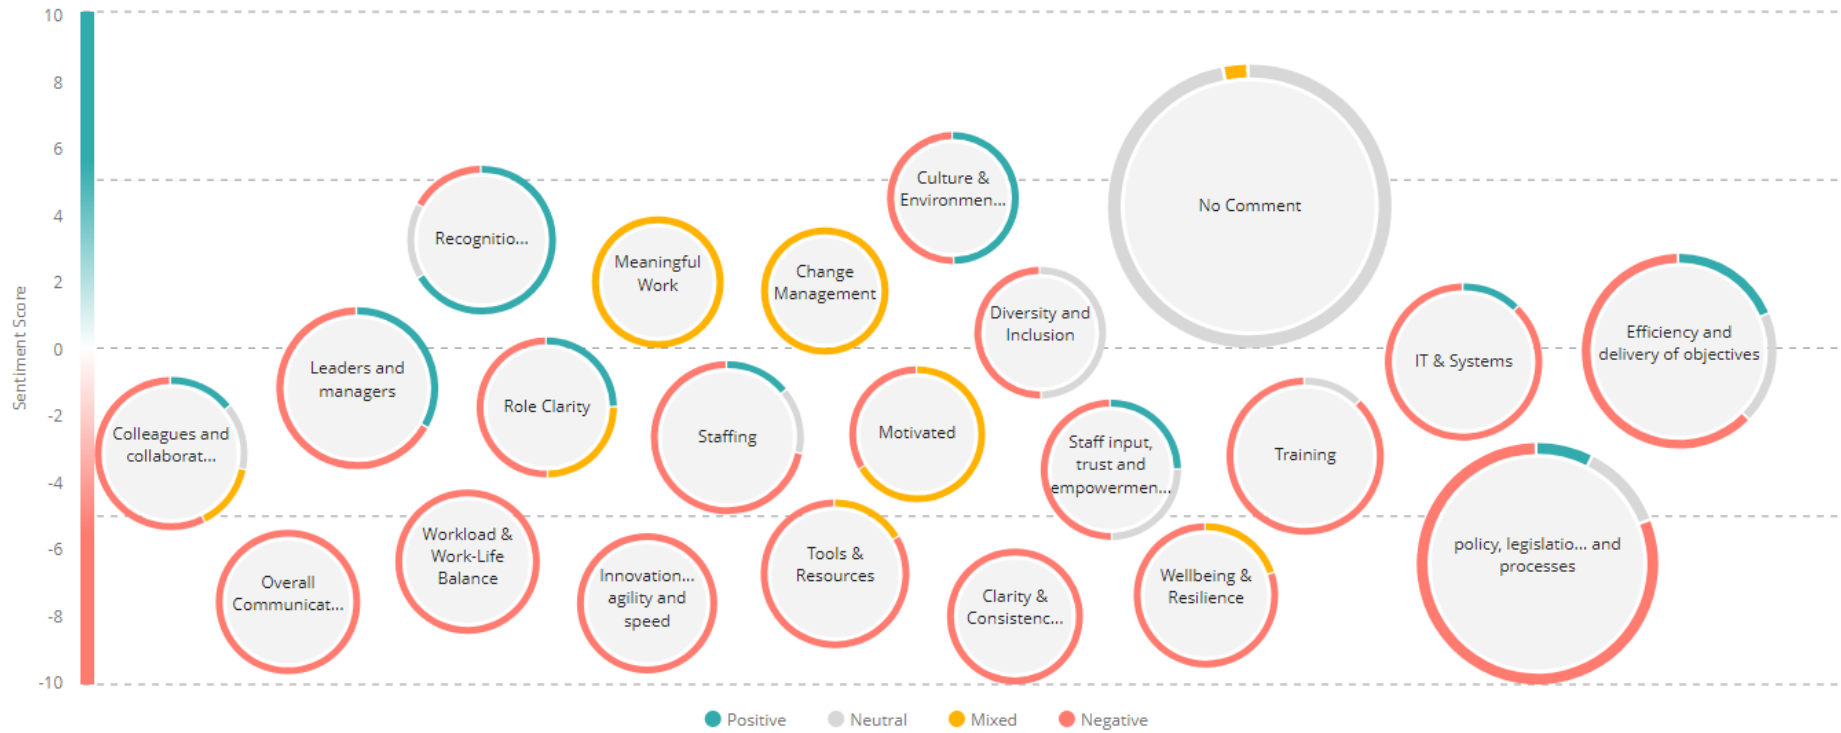 Sentiment Score
10
8
6
4
2
0
-2
-4
-6
-8
-10
Colleagues and
collaborat...
Overall
Communicat...
Leaders and
managers
Recognitio...
Workload &
Work-Life
Balance
Role Clarity
Meaningful
Work
Innovation...
agility and
speed
Staffing
Change
Management
Tools &
Resources
Motivated
Culture &
Environmen...
Clarity &
Consistenc...
Diversity and
Inclusion
Staff input,
trust and
empowermen...
Wellbeing &
Resilience
No Comment
Training
IT & Systems
policy, legislatio... and
processes
Efficiency and
delivery of objectives
Positive
Neutral
Mixed
Negative